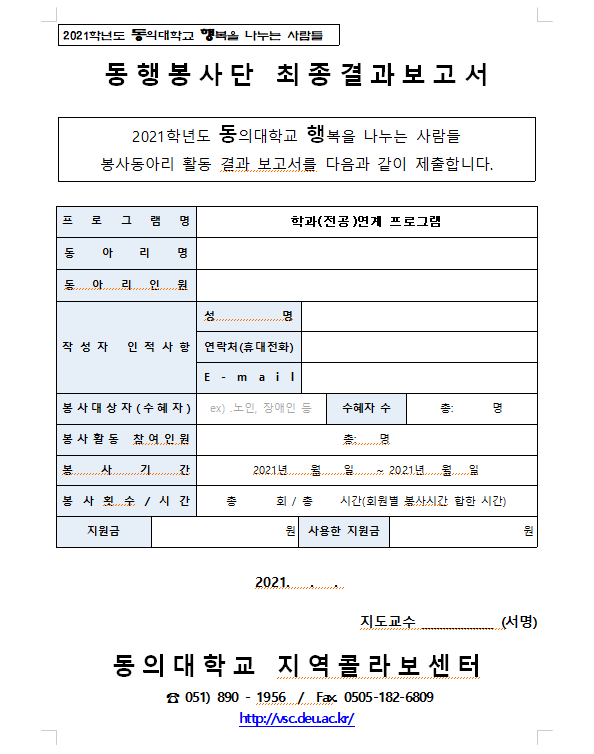 2021학년도 동의대학교 행복을 나누는 사람들
동행봉사단 최종결과보고서
2021학년도 동의대학교 행복을 나누는 사람들
봉사동아리 활동 결과 보고서를 다음과 같이 제출합니다.
프로그램명 학과(전공)연계 프로그램
동아리명
동아리인원
작성자 인적사항
성명
연락처(휴대전화)
E-mail
봉사대상자(수혜자) ex) .노인, 장애인 등 수혜자 수 총: 명
봉사활동 참여인원 총: 명
봉사기간 2021년 월 일 ~ 2021년 월 일
봉사횟수/시간 총 회 / 총 시간(회원별 봉사시간 합한 시간)
지원금 원 사용한 지원금 원
2021. . .
지도교수 __________ (서명)
동의대학교 지역콜라보센터
☎ 051) 890 - 1956 / Fax. 0505-182-6809
http://vsc.deu.ac.kr/